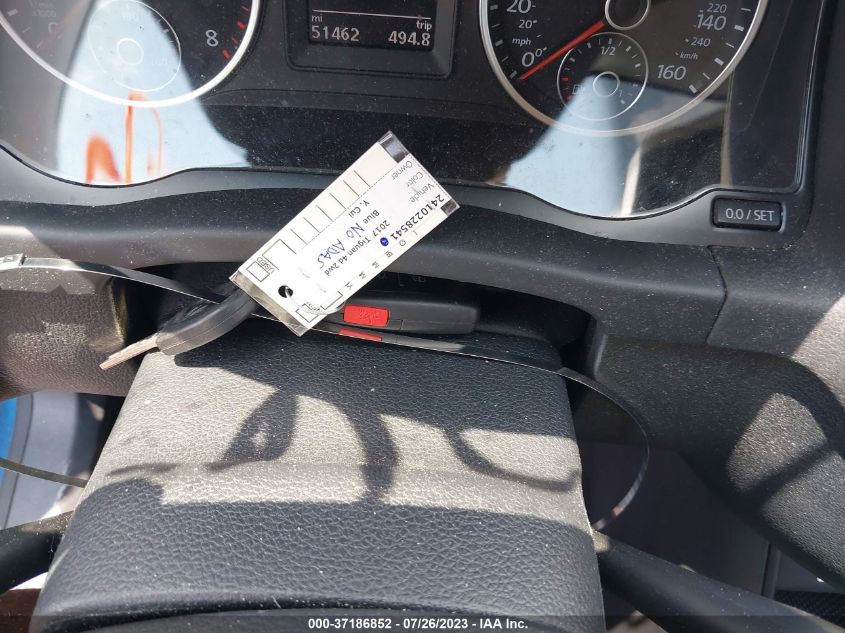 mi trip
51462 494.8
8
20
20
mph
0
0
1/2
220
140
240
km/h
160
0.0 / SET
Vehicle
Color
Owner
2410228541
2017 Tiguan 4d 2wd
Blue NO ADAS
Y. Cui
000-37186852 - 07/26/2023 - IAA Inc.